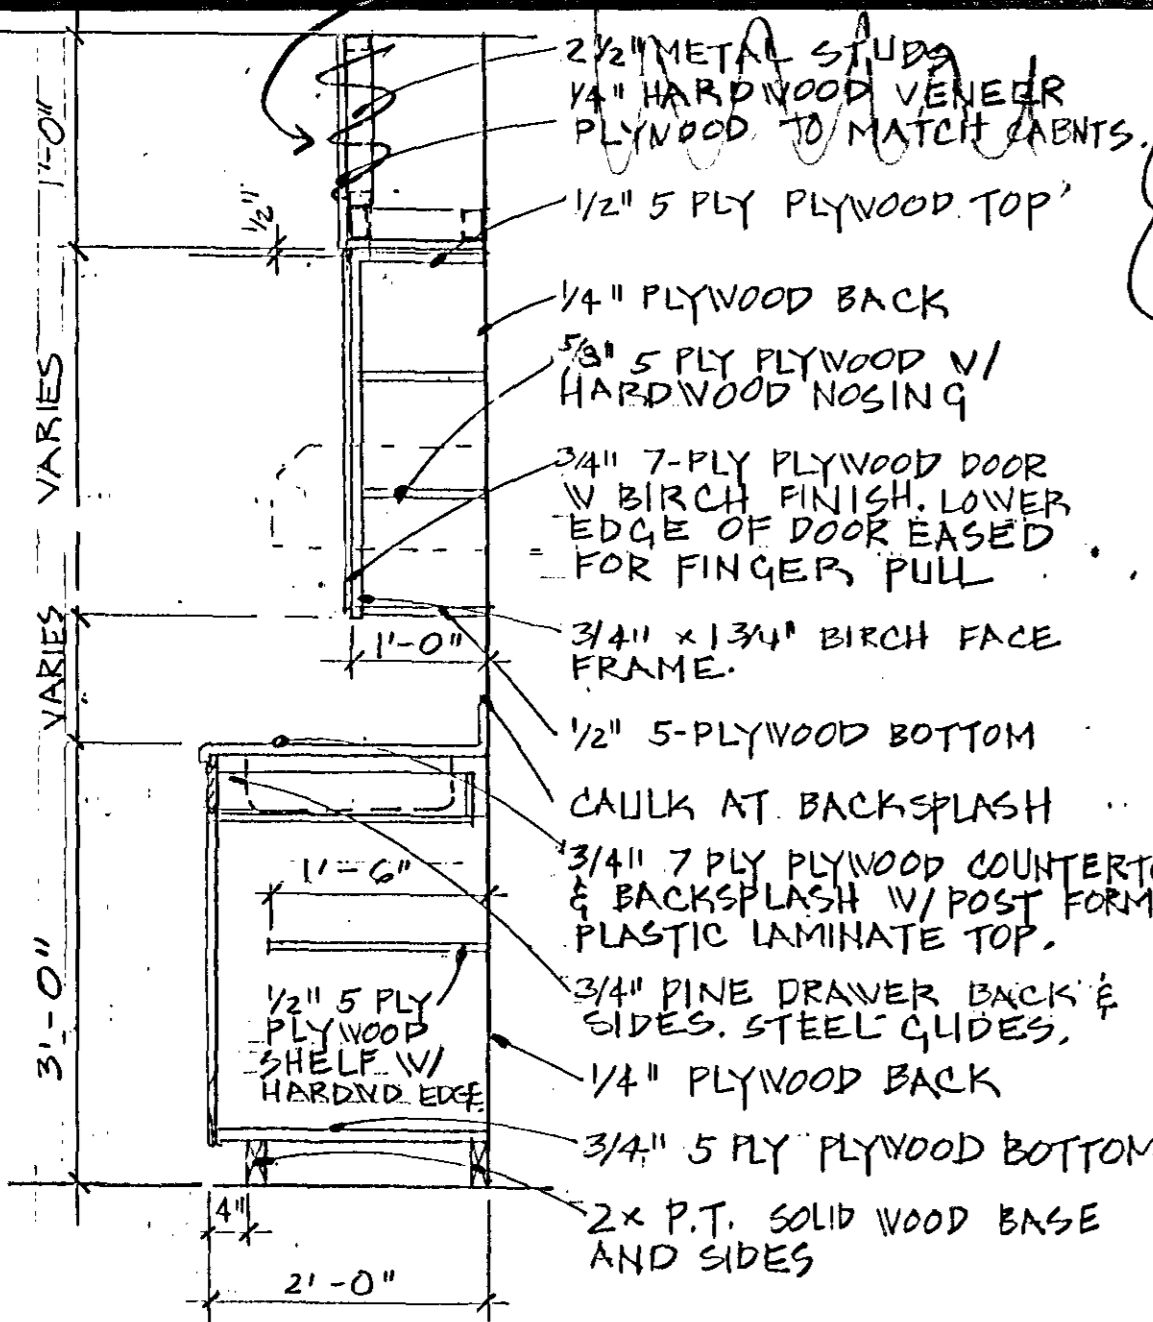 2 1/2" METAL STUDS
1/4" HARDWOOD VENEER
PLYWOOD TO MATCH CABNTS.
1/2" 5 PLY PLYWOOD TOP
1/4" PLYWOOD BACK
5/8" 5 PLY PLYWOOD W/
HARDWOOD NOSING
3/4" 7-PLY PLYWOOD DOOR
W BIRCH FINISH. LOWER
EDGE OF DOOR EASED
FOR FINGER PULL
3/4" x 1 3/4" BIRCH FACE
FRAME.
1/2" 5-PLYWOOD BOTTOM
CAULK AT BACKSPLASH
3/4" 7 PLY PLYWOOD COUNTERTO
& BACKSPLASH W/ POST FORM
PLASTIC LAMINATE TOP.
3/4" PINE DRAWER BACK &
SIDES. STEEL GLIDES.
1/4" PLYWOOD BACK
3/4" 5 PLY PLYWOOD BOTTOM
2x P.T. SOLID WOOD BASE
AND SIDES
1'-0"
1/2"
VARIES
VARIES
1'-0"
1'-6"
3'-0"
1/2" 5 PLY
PLYWOOD
SHELF W/
HARDWD EDGE
4"
2'-0"